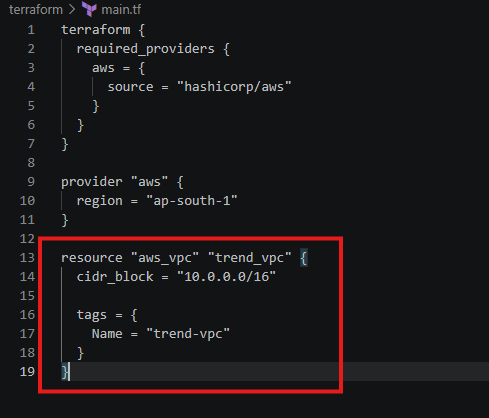 terraform > main.tf
1 terraform {
2 required_providers {
3 aws = {
4 source = "hashicorp/aws"
5 }
6 }
7 }
8
9 provider "aws" {
10 region = "ap-south-1"
11 }
12
13 resource "aws_vpc" "trend_vpc" {
14 cidr_block = "10.0.0.0/16"
15
16 tags = {
17 Name = "trend-vpc"
18 }
19 }